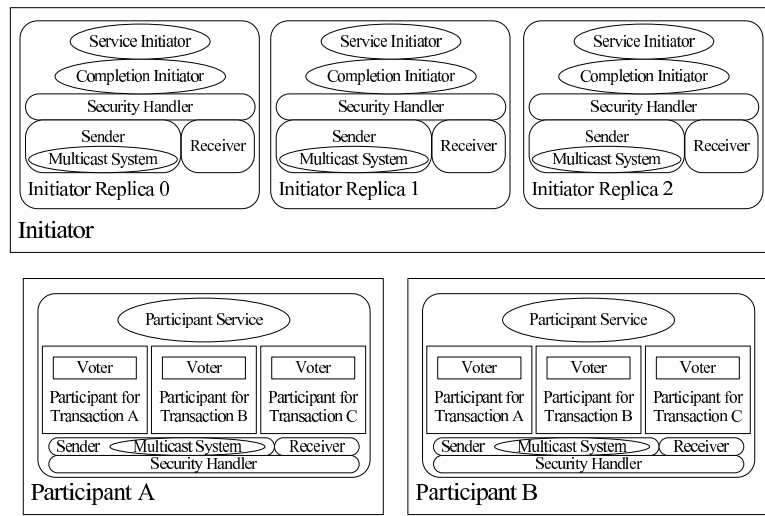 Service Initiator
Completion Initiator
Security Handler
Sender
Multicast System
Receiver
Initiator Replica 0
Service Initiator
Completion Initiator
Security Handler
Sender
Multicast System
Receiver
Initiator Replica 1
Service Initiator
Completion Initiator
Security Handler
Sender
Multicast System
Receiver
Initiator Replica 2
Initiator
Participant Service
Voter
Participant for
Transaction A
Voter
Participant for
Transaction B
Voter
Participant for
Transaction C
Sender
Multicast System
Receiver
Security Handler
Participant A
Participant Service
Voter
Participant for
Transaction A
Voter
Participant for
Transaction B
Voter
Participant for
Transaction C
Sender
Multicast System
Receiver
Security Handler
Participant B